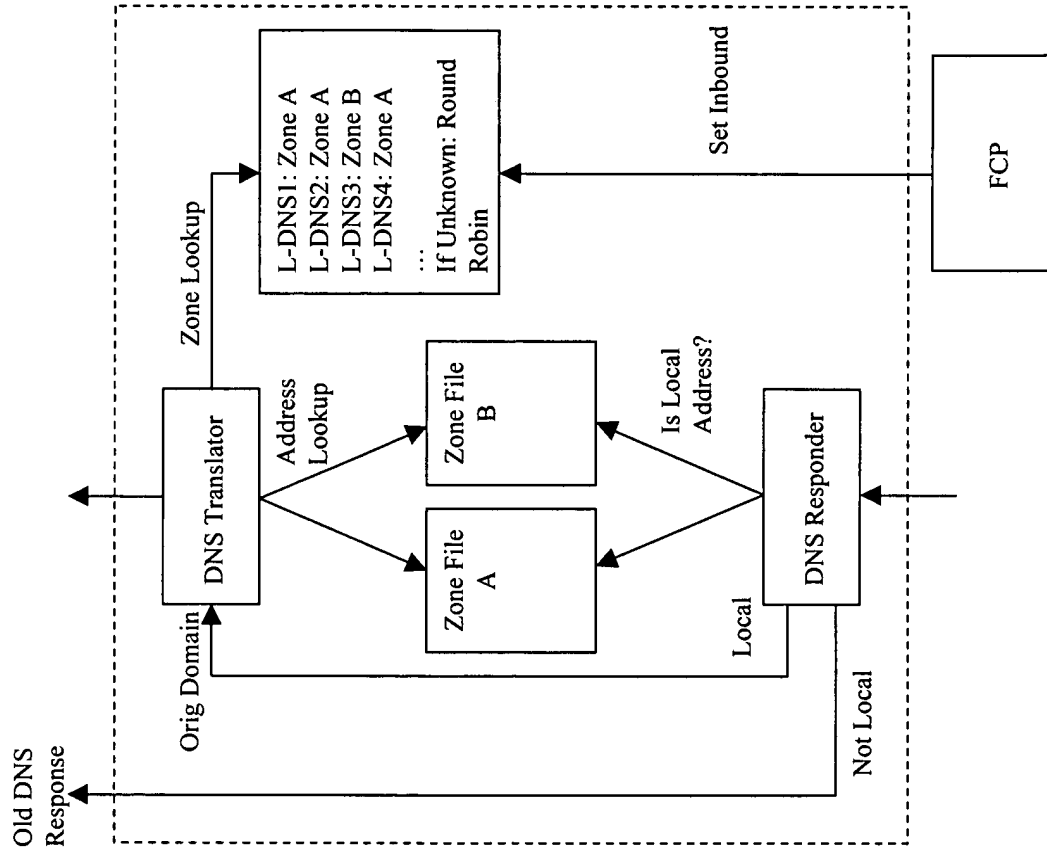 Old DNS
Response
Orig Domain
DNS Translator
Zone Lookup
Address
Lookup
L-DNS1: Zone A
L-DNS2: Zone A
L-DNS3: Zone B
L-DNS4: Zone A
…
If Unknown: Round
Robin
Zone File
A
Zone File
B
Is Local
Address?
Local
Not Local
DNS Responder
Set Inbound
FCP